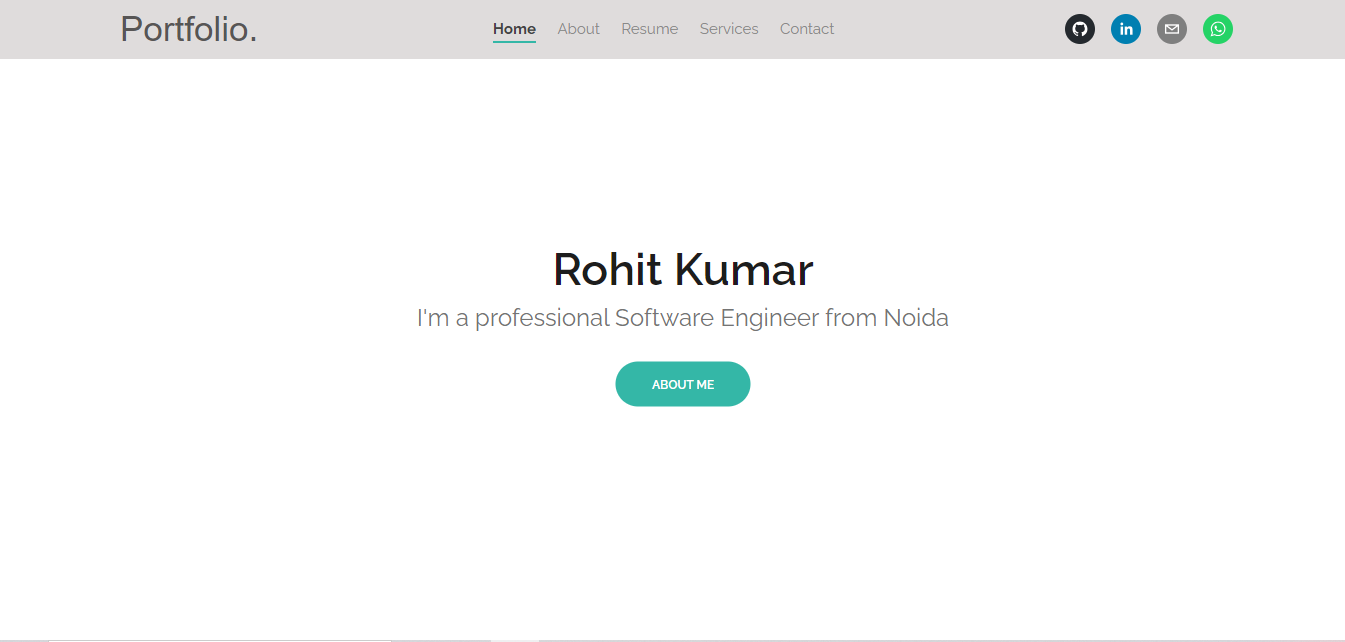 Portfolio.
Home About Resume Services Contact
in
Rohit Kumar
I'm a professional Software Engineer from Noida
ABOUT ME